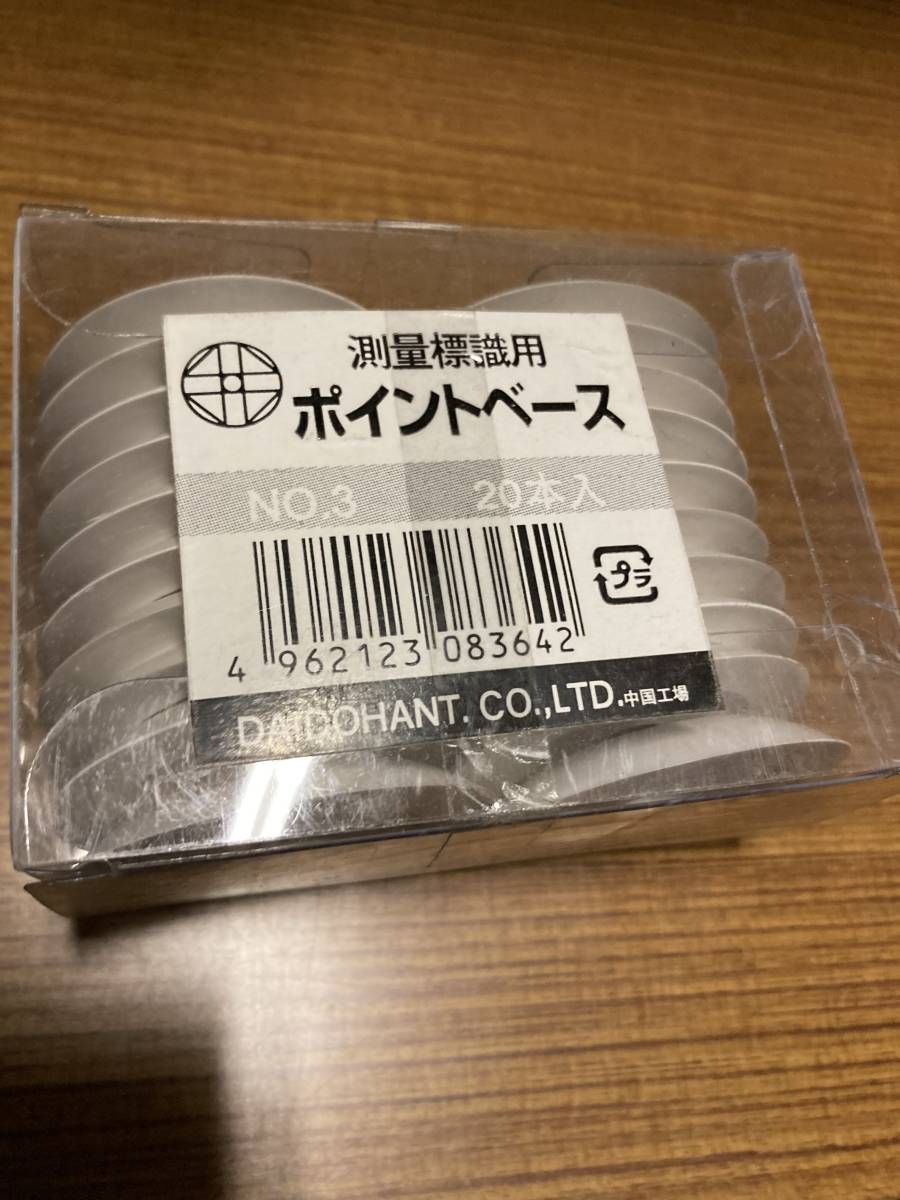 測量標識用
ポイントベース
NO.3 20本入
プラ
4 962123 083642
DAIDOHANT. CO.,LTD.中国工場